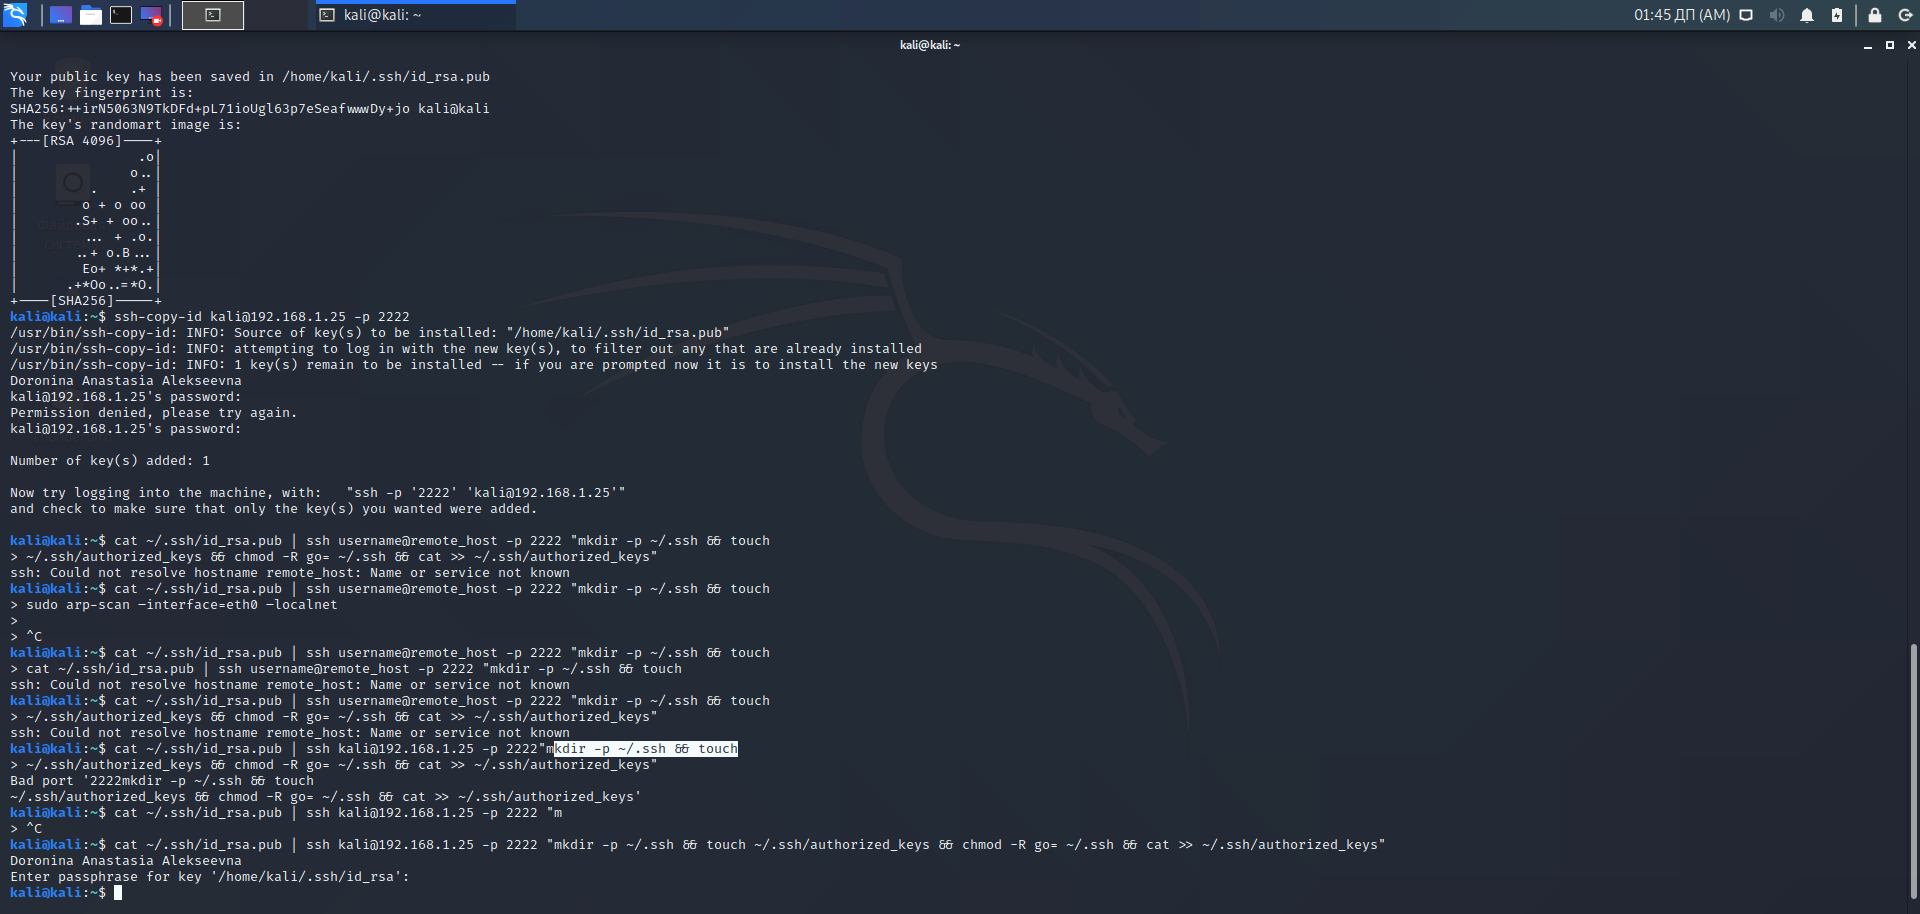 kali@kali: ~
01:45 ДП (AM)
kali@kali: ~
Your public key has been saved in /home/kali/.ssh/id_rsa.pub
The key fingerprint is:
SHA256:++irN5063N9TkDFd+pL71ioUgl63p7eSeafwwwDy+jo kali@kali
The key's randomart image is:
+---[RSA 4096]----+
|               .o|
|              o..|
|         .    .+ |
|        o + o oo |
|       .S+ + oo..|
|        ... + .o.|
|       ..+ o.B...|
|        Eo+ *+*.+|
|      .+*Oo..=*O.|
+----[SHA256]-----+
kali@kali:~$ ssh-copy-id kali@192.168.1.25 -p 2222
/usr/bin/ssh-copy-id: INFO: Source of key(s) to be installed: "/home/kali/.ssh/id_rsa.pub"
/usr/bin/ssh-copy-id: INFO: attempting to log in with the new key(s), to filter out any that are already installed
/usr/bin/ssh-copy-id: INFO: 1 key(s) remain to be installed -- if you are prompted now it is to install the new keys
Doronina Anastasia Alekseevna
kali@192.168.1.25's password:
Permission denied, please try again.
kali@192.168.1.25's password:
Number of key(s) added: 1
Now try logging into the machine, with:   "ssh -p '2222' 'kali@192.168.1.25'"
and check to make sure that only the key(s) you wanted were added.
kali@kali:~$ cat ~/.ssh/id_rsa.pub | ssh username@remote_host -p 2222 "mkdir -p ~/.ssh && touch
> ~/.ssh/authorized_keys && chmod -R go= ~/.ssh && cat >> ~/.ssh/authorized_keys"
ssh: Could not resolve hostname remote_host: Name or service not known
kali@kali:~$ cat ~/.ssh/id_rsa.pub | ssh username@remote_host -p 2222 "mkdir -p ~/.ssh && touch
> sudo arp-scan —interface=eth0 —localnet
>
> ^C
kali@kali:~$ cat ~/.ssh/id_rsa.pub | ssh username@remote_host -p 2222 "mkdir -p ~/.ssh && touch
> cat ~/.ssh/id_rsa.pub | ssh username@remote_host -p 2222 "mkdir -p ~/.ssh && touch
ssh: Could not resolve hostname remote_host: Name or service not known
kali@kali:~$ cat ~/.ssh/id_rsa.pub | ssh username@remote_host -p 2222 "mkdir -p ~/.ssh && touch
> ~/.ssh/authorized_keys && chmod -R go= ~/.ssh && cat >> ~/.ssh/authorized_keys"
ssh: Could not resolve hostname remote_host: Name or service not known
kali@kali:~$ cat ~/.ssh/id_rsa.pub | ssh kali@192.168.1.25 -p 2222"mkdir -p ~/.ssh && touch
> ~/.ssh/authorized_keys && chmod -R go= ~/.ssh && cat >> ~/.ssh/authorized_keys"
Bad port '2222mkdir -p ~/.ssh && touch
~/.ssh/authorized_keys && chmod -R go= ~/.ssh && cat >> ~/.ssh/authorized_keys'
kali@kali:~$ cat ~/.ssh/id_rsa.pub | ssh kali@192.168.1.25 -p 2222 "m
> ^C
kali@kali:~$ cat ~/.ssh/id_rsa.pub | ssh kali@192.168.1.25 -p 2222 "mkdir -p ~/.ssh && touch ~/.ssh/authorized_keys && chmod -R go= ~/.ssh && cat >> ~/.ssh/authorized_keys"
Doronina Anastasia Alekseevna
Enter passphrase for key '/home/kali/.ssh/id_rsa':
kali@kali:~$